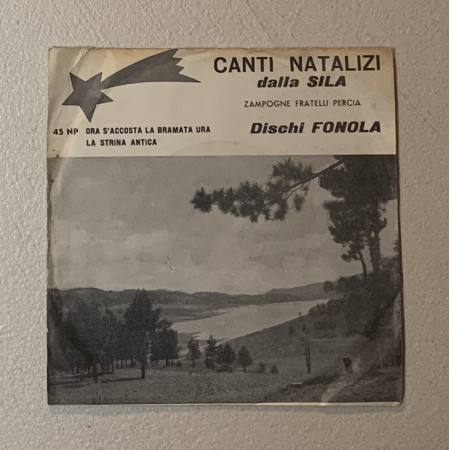 CANTI NATALIZI
dalla SILA
ZAMPOGNE FRATELLI PERCIA
45 NP ORA S'ACCOSTA LA BRAMATA URA
LA STRINA ANTICA
Dischi FONOLA